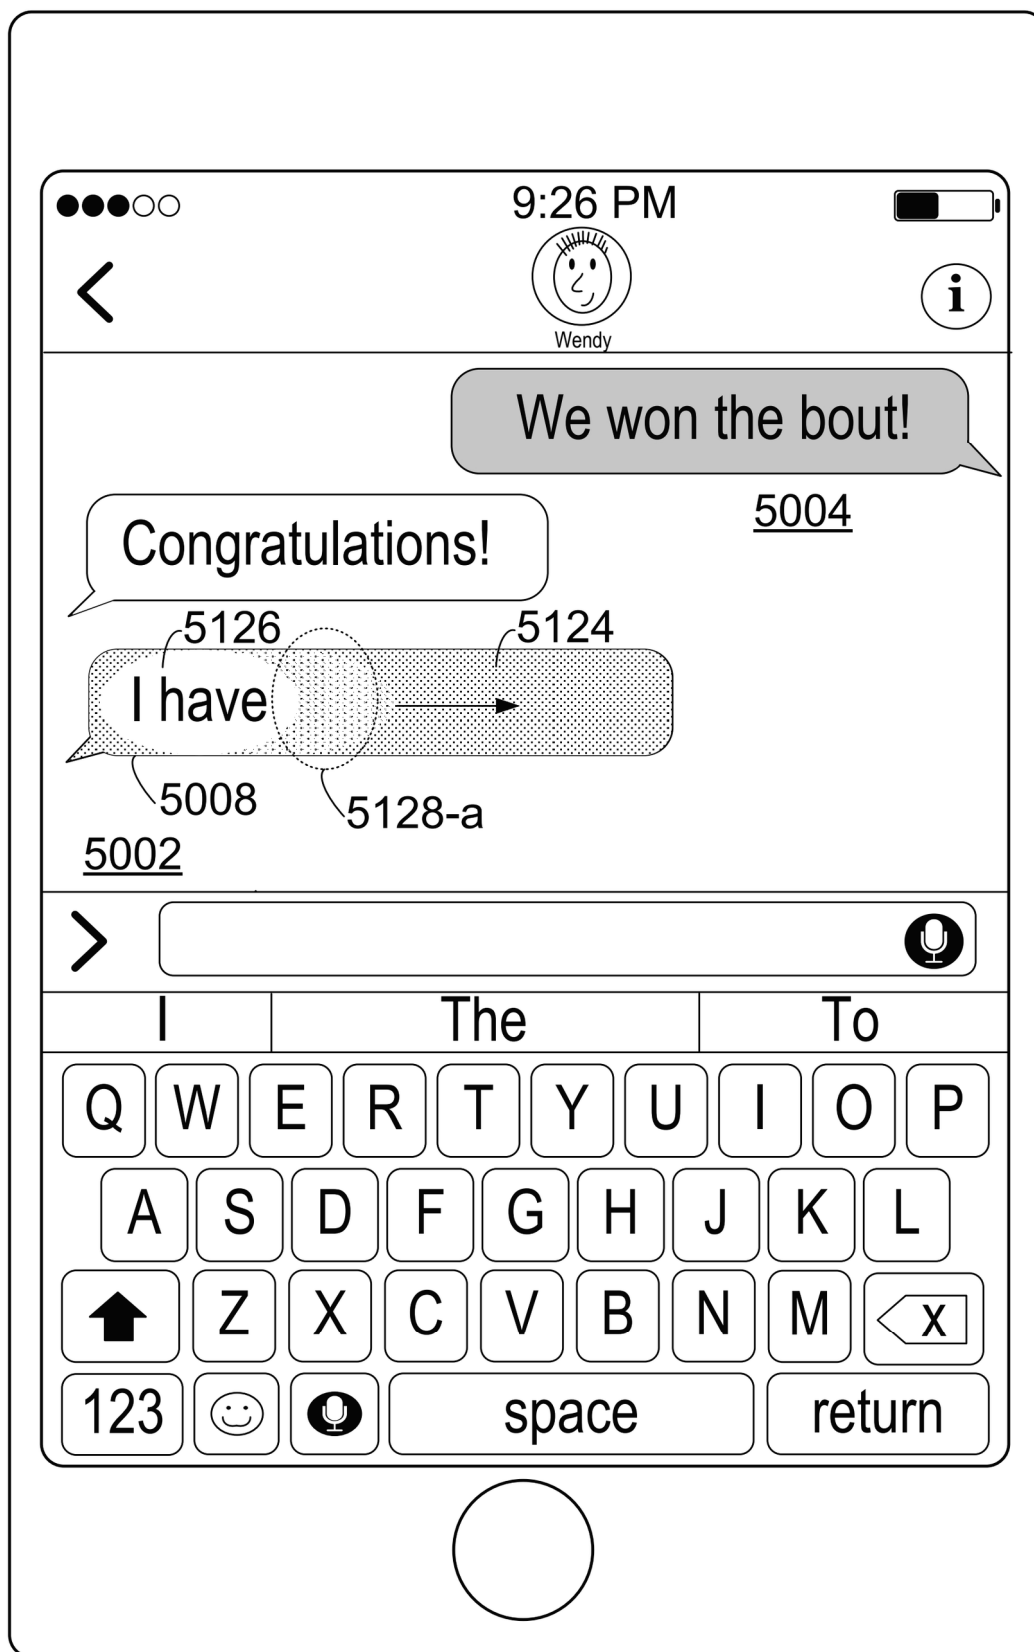 9:26 PM
i
Wendy
We won the bout!
5004
Congratulations!
5126 5124
I have
5008 5128-a
5002
I The To
Q W E R T Y U I O P
A S D F G H J K L
Z X C V B N M X
123 space return